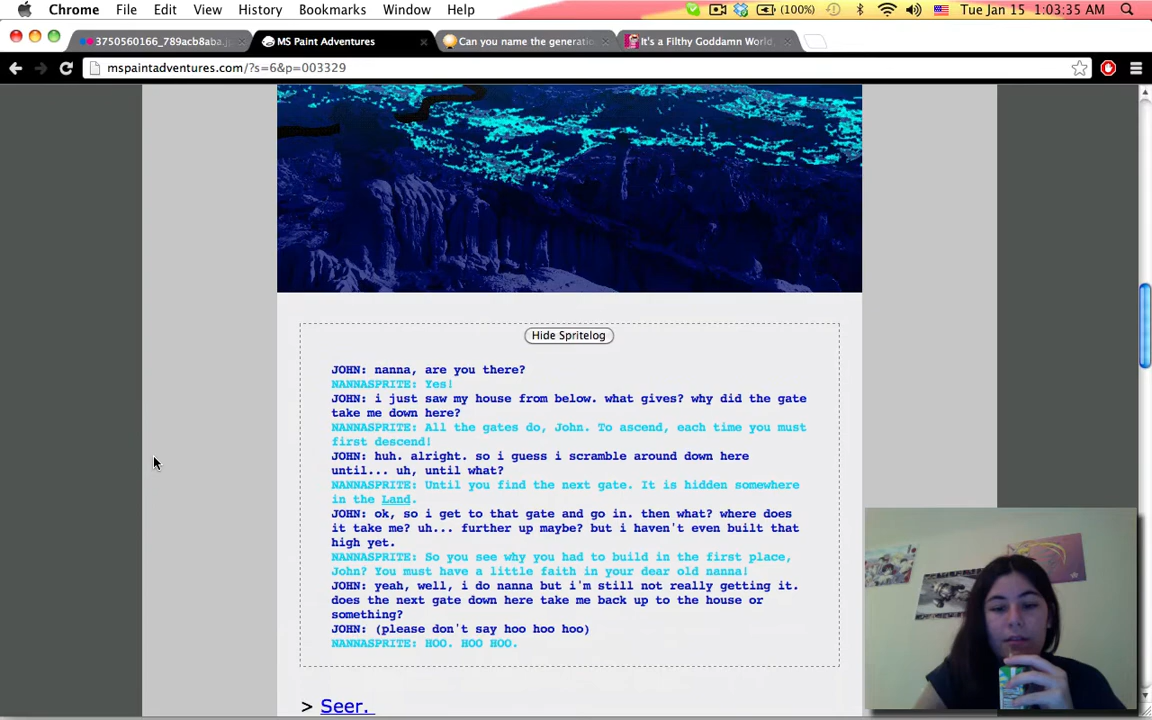 Chrome File Edit View History Bookmarks Window Help (100%) Tue Jan 15 1:03:35 AM
3750560166_789acb8aba.j MS Paint Adventures Can you name the generatio It's a Filthy Goddamn World
mspaintadventures.com/?s=6&p=003329
Hide Spritelog
JOHN: nanna, are you there?
NANNASPRITE: Yes!
JOHN: i just saw my house from below. what gives? why did the gate
take me down here?
NANNASPRITE: All the gates do, John. To ascend, each time you must
first descend!
JOHN: huh. alright. so i guess i scramble around down here
until... uh, until what?
NANNASPRITE: Until you find the next gate. It is hidden somewhere
in the Land.
JOHN: ok, so i get to that gate and go in. then what? where does
it take me? uh... further up maybe? but i haven't even built that
high yet.
NANNASPRITE: So you see why you had to build in the first place,
John? You must have a little faith in your dear old nanna!
JOHN: yeah, well, i do nanna but i'm still not really getting it.
does the next gate down here take me back up to the house or
something?
JOHN: (please don't say hoo hoo hoo)
NANNASPRITE: HOO. HOO HOO.
> Seer.